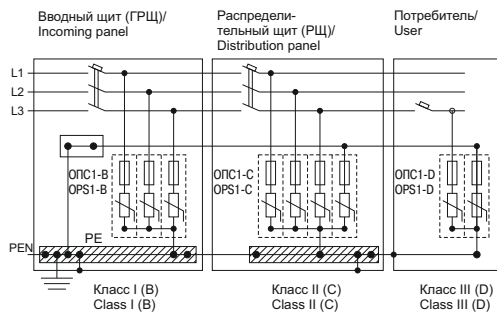 Вводный щит (ГРЩ)/
Incoming panel
Распредели-
тельный щит (РЩ)/
Distribution panel
Потребитель/
User
L1
L2
L3
ОПС1-B
OPS1-B
ОПС1-C
OPS1-C
ОПС1-D
OPS1-D
PE
PEN
Класс I (B)
Class I (B)
Класс II (C)
Class II (C)
Класс III (D)
Class III (D)